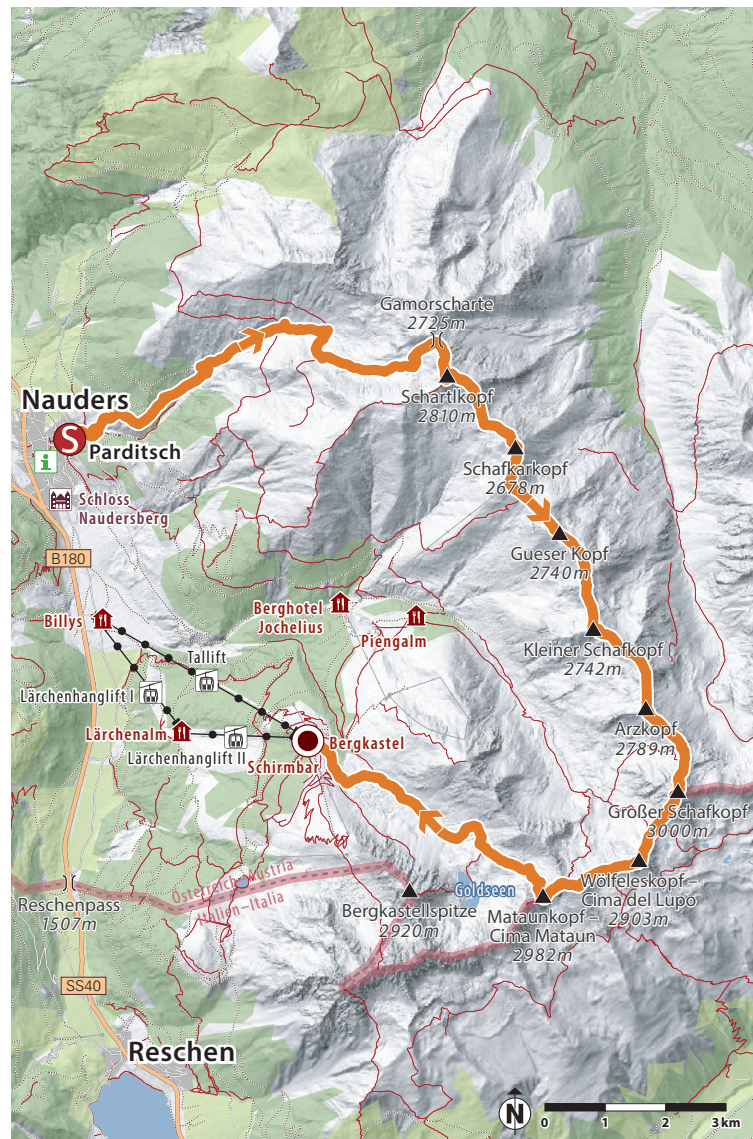 Gamorscharte
2725m
Nauders
S
Parditsch
i
Schloss
Naudersberg
Schartlkopf
2810m
Schafkarkopf
2678m
B180
Gueser Kopf
2740m
Billys
Berghotel
Jochelius
Piengalm
Kleiner Schafkopf
2742m
Tallift
Lärchenhanglift I
Arzkopf
2789m
Lärchenalm
Bergkastel
Lärchenhanglift II
Schirmbar
Großer Schafkopf
3000m
Österreich–Austria
Italien–Italia
Reschenpass
1507m
Goldseen
Wölfeleskopf –
Cima del Lupo
2903m
Bergkastellspitze
2920m
Mataunkopf –
Cima Mataun
2982m
SS40
Reschen
N
0 1 2 3 km